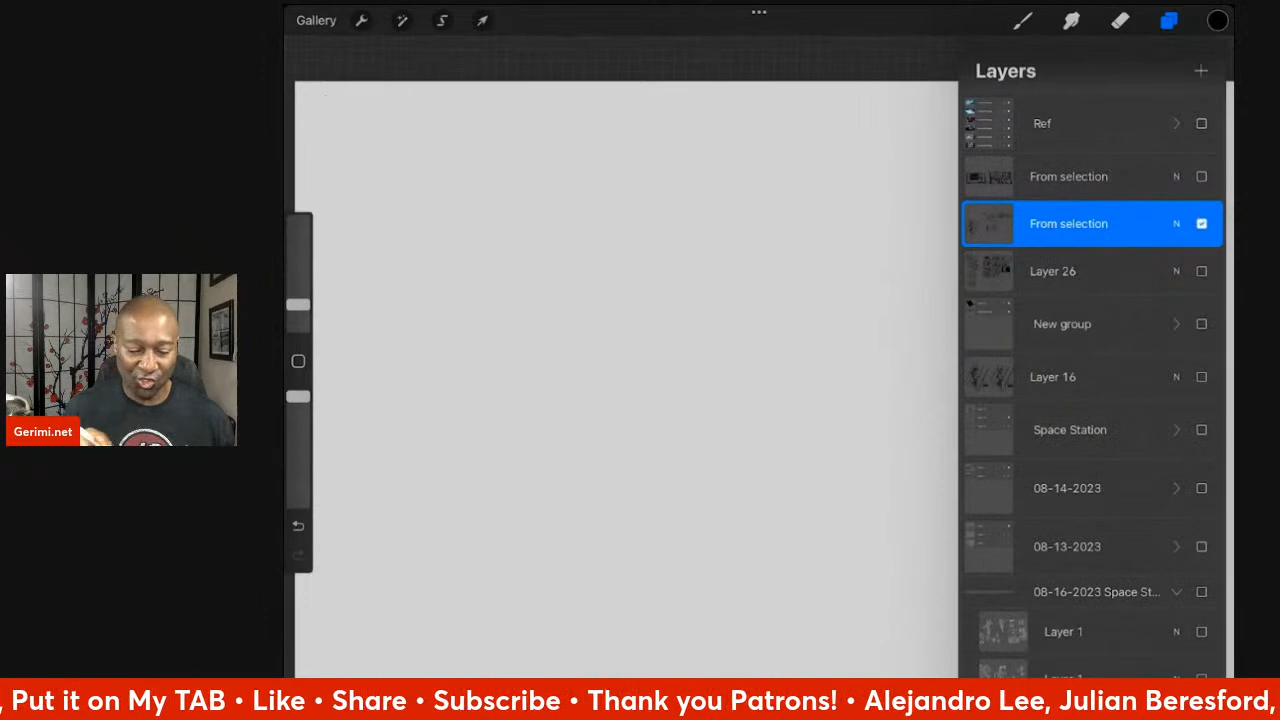 Gallery
Layers
Ref
From selection N
From selection N
Layer 26 N
New group
Layer 16 N
Space Station
08-14-2023
08-13-2023
08-16-2023 Space St...
Layer 1 N
Gerimi.net
, Put it on My TAB • Like • Share • Subscribe • Thank you Patrons! • Alejandro Lee, Julian Beresford,